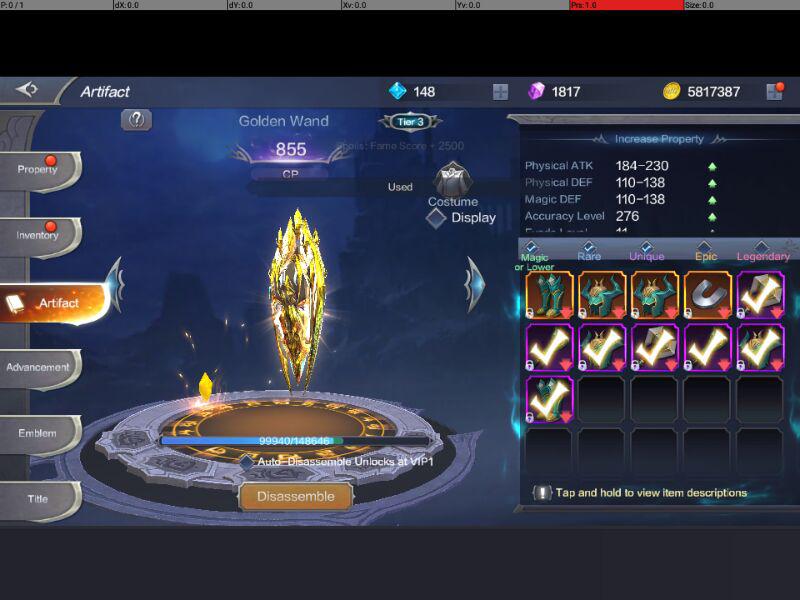 P: 0 / 1
dX: 0.0
dY: 0.0
Xv: 0.0
Yv: 0.0
Prs: 1.0
Size: 0.0
Artifact
148
1817
5817387
Golden Wand
Tier 3
855
CP
Fame Score + 2500
Used
Costume
Display
Increase Property
Physical ATK 184~230
Physical DEF 110~138
Magic DEF 110~138
Accuracy Level 276
Magic or Lower
Rare
Unique
Epic
Legendary
Property
Inventory
Artifact
Advancement
Emblem
Title
99940/148646
Auto-Disassemble Unlocks at VIP1
Disassemble
Tap and hold to view item descriptions